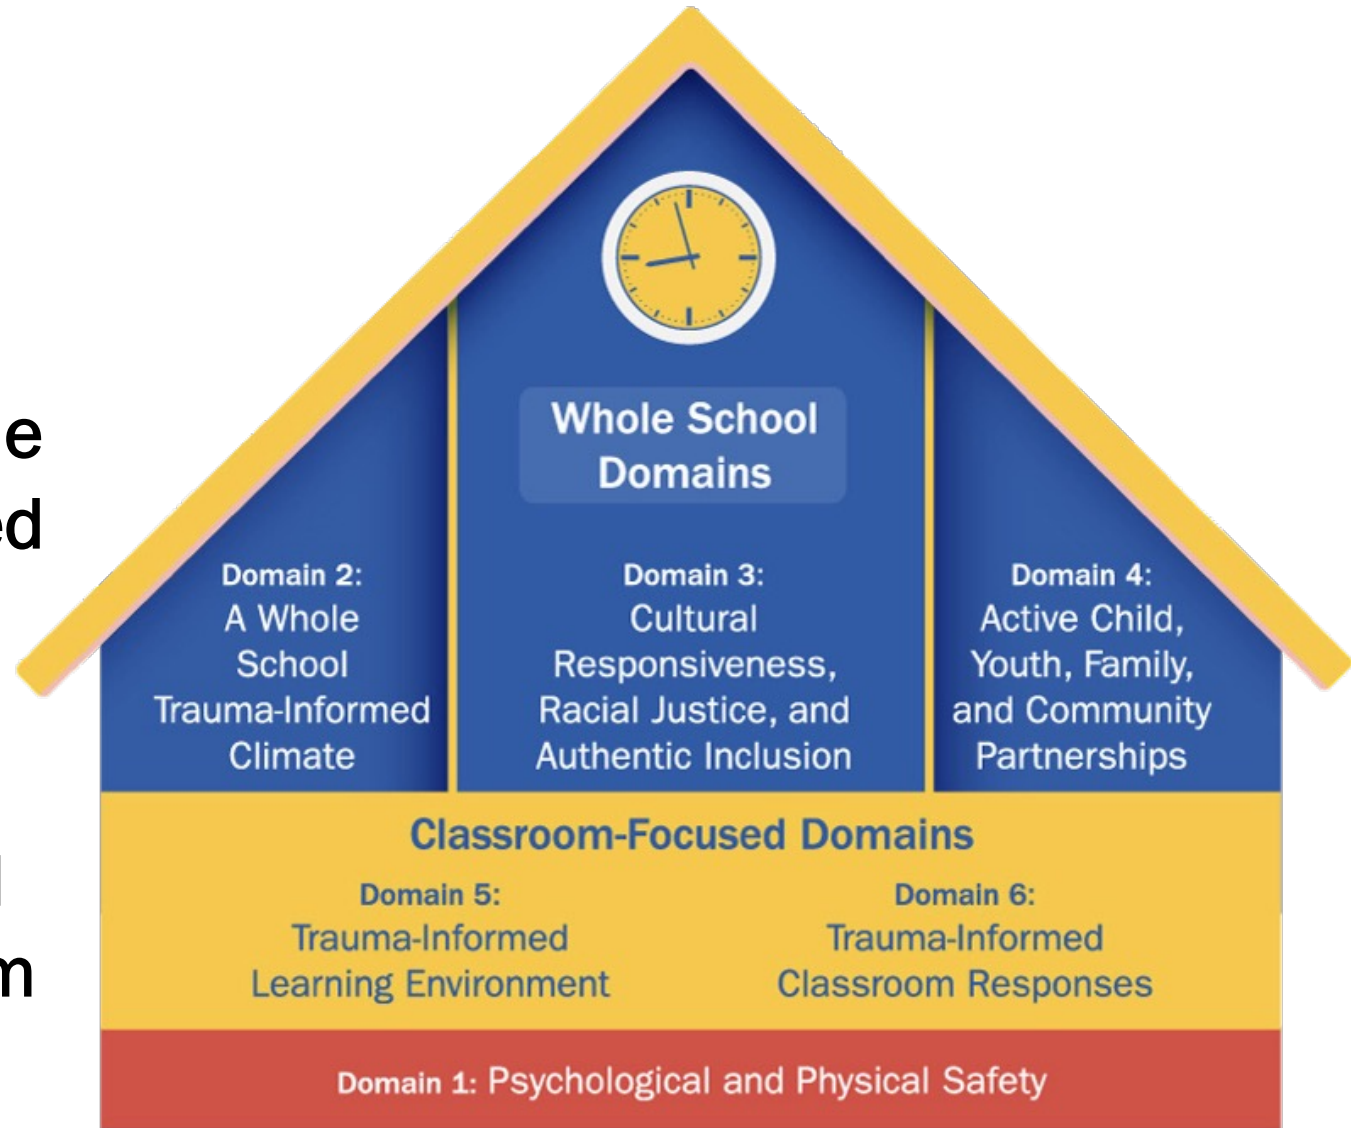 e
ed
m
Whole School
Domains
Domain 2:
A Whole
School
Trauma-Informed
Climate
Domain 3:
Cultural
Responsiveness,
Racial Justice, and
Authentic Inclusion
Domain 4:
Active Child,
Youth, Family,
and Community
Partnerships
Classroom-Focused Domains
Domain 5:
Trauma-Informed
Learning Environment
Domain 6:
Trauma-Informed
Classroom Responses
Domain 1: Psychological and Physical Safety